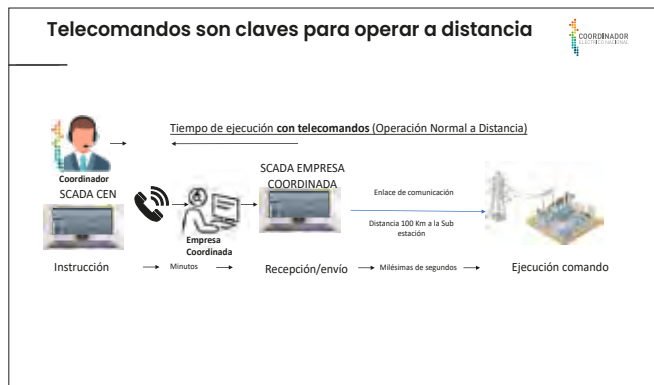 Telecomandos son claves para operar a distancia
COORDINADOR
ELÉCTRICO NACIONAL
Tiempo de ejecución con telecomandos (Operación Normal a Distancia)
Coordinador
SCADA CEN
SCADA EMPRESA
COORDINADA
Empresa
Coordinada
Enlace de comunicación
Distancia 100 Km a la Sub
estación
Instrucción
Minutos
Recepción/envío
Milésimas de segundos
Ejecución comando